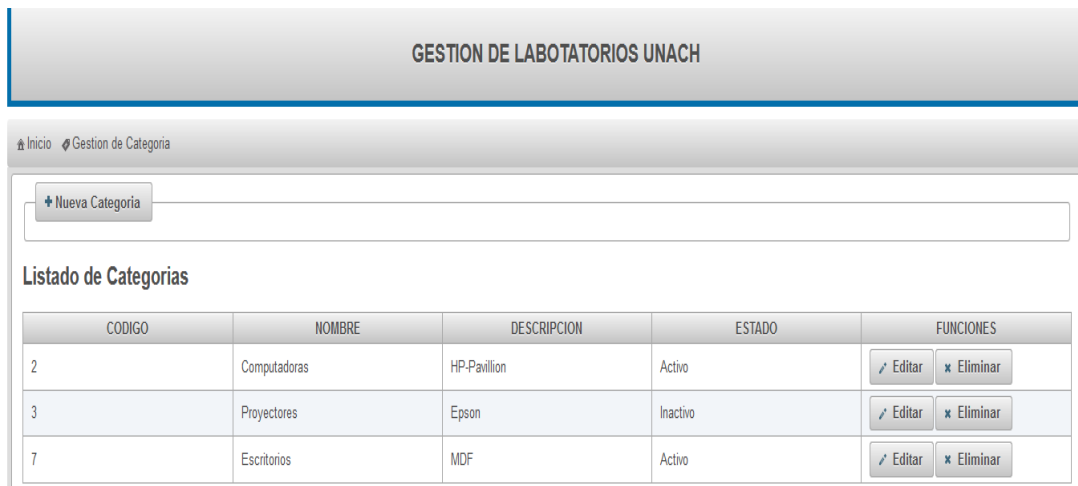 GESTION DE LABOTATORIOS UNACH
Inicio Gestion de Categoria
Nueva Categoria
Listado de Categorias
CODIGO NOMBRE DESCRIPCION ESTADO FUNCIONES
2 Computadoras HP-Pavillion Activo Editar Eliminar
3 Proyectores Epson Inactivo Editar Eliminar
7 Escritorios MDF Activo Editar Eliminar